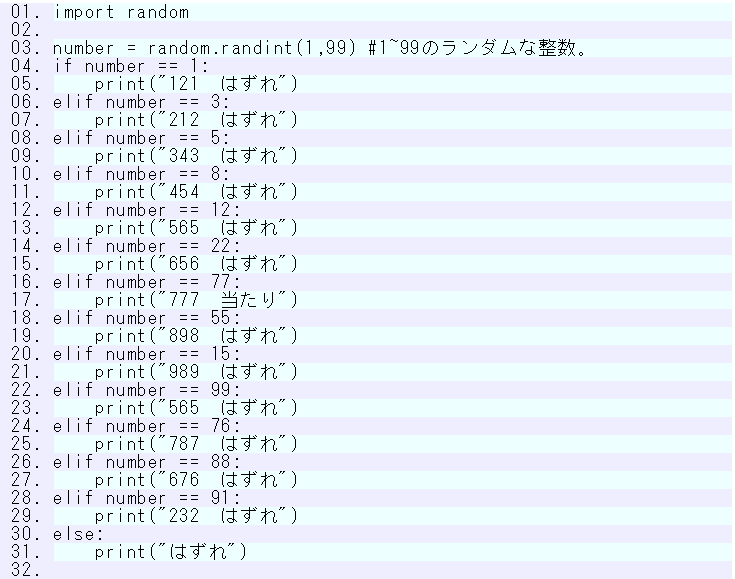 01. import random
02.
03. number = random.randint(1,99) #1~99のランダムな整数。
04. if number == 1:
05.     print("121　はずれ")
06. elif number == 3:
07.     print("212　はずれ")
08. elif number == 5:
09.     print("343　はずれ")
10. elif number == 8:
11.     print("454　はずれ")
12. elif number == 12:
13.     print("565　はずれ")
14. elif number == 22:
15.     print("656　はずれ")
16. elif number == 77:
17.     print("777　当たり")
18. elif number == 55:
19.     print("898　はずれ")
20. elif number == 15:
21.     print("989　はずれ")
22. elif number == 99:
23.     print("565　はずれ")
24. elif number == 76:
25.     print("787　はずれ")
26. elif number == 88:
27.     print("676　はずれ")
28. elif number == 91:
29.     print("232　はずれ")
30. else:
31.     print("はずれ")
32.